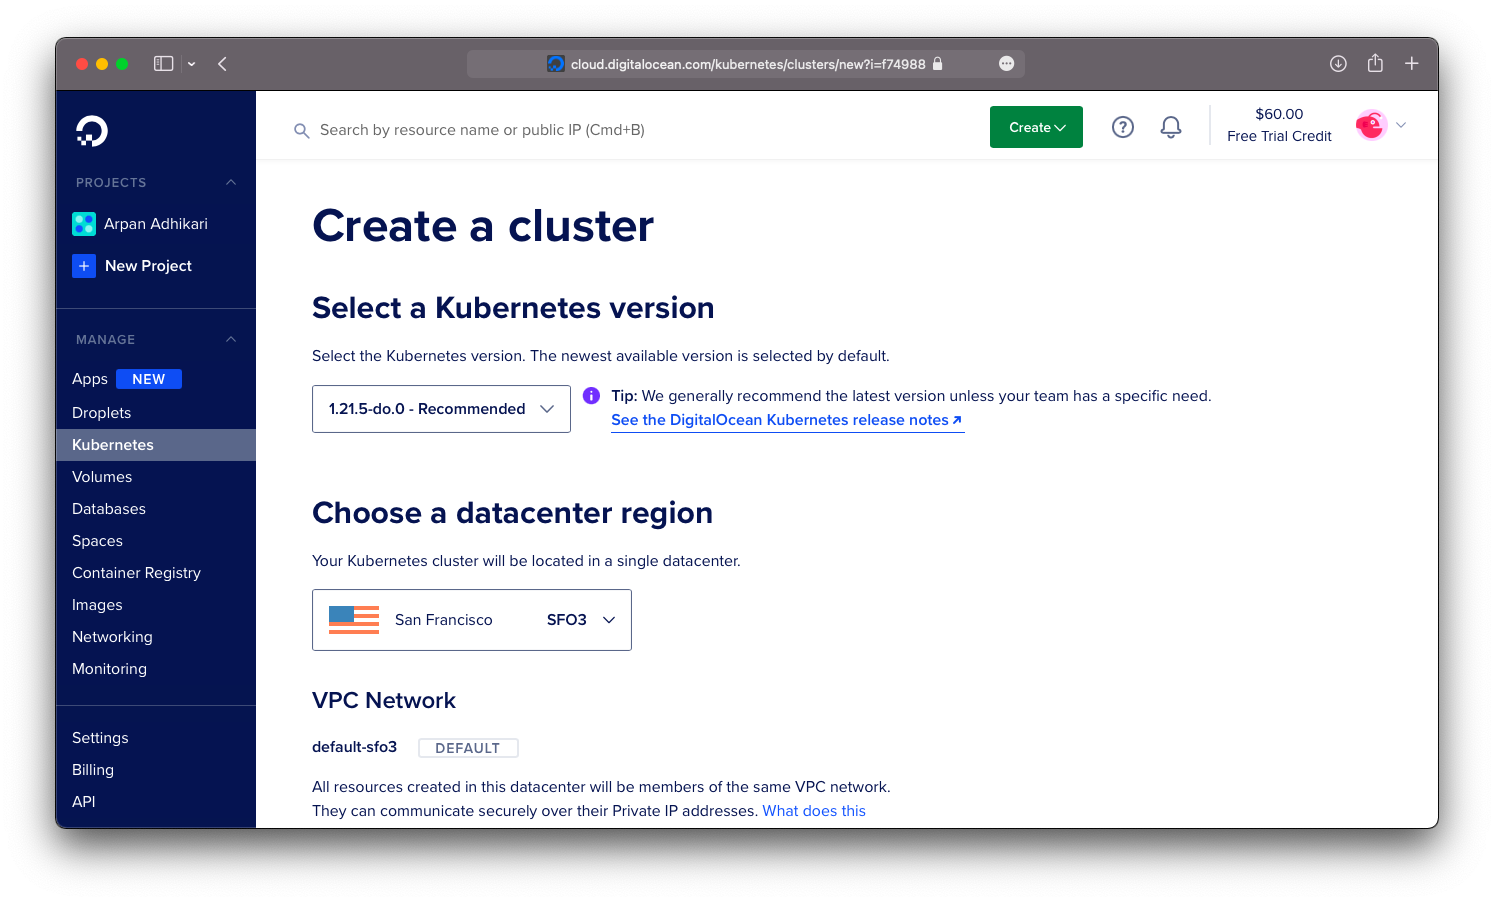 cloud.digitalocean.com/kubernetes/clusters/new?i=f74988
Search by resource name or public IP (Cmd+B)
Create
$60.00
Free Trial Credit
PROJECTS
Arpan Adhikari
New Project
MANAGE
Apps NEW
Droplets
Kubernetes
Volumes
Databases
Spaces
Container Registry
Images
Networking
Monitoring
Settings
Billing
API
Create a cluster
Select a Kubernetes version
Select the Kubernetes version. The newest available version is selected by default.
1.21.5-do.0 - Recommended
Tip: We generally recommend the latest version unless your team has a specific need.
See the DigitalOcean Kubernetes release notes
Choose a datacenter region
Your Kubernetes cluster will be located in a single datacenter.
San Francisco SFO3
VPC Network
default-sfo3 DEFAULT
All resources created in this datacenter will be members of the same VPC network.
They can communicate securely over their Private IP addresses. What does this